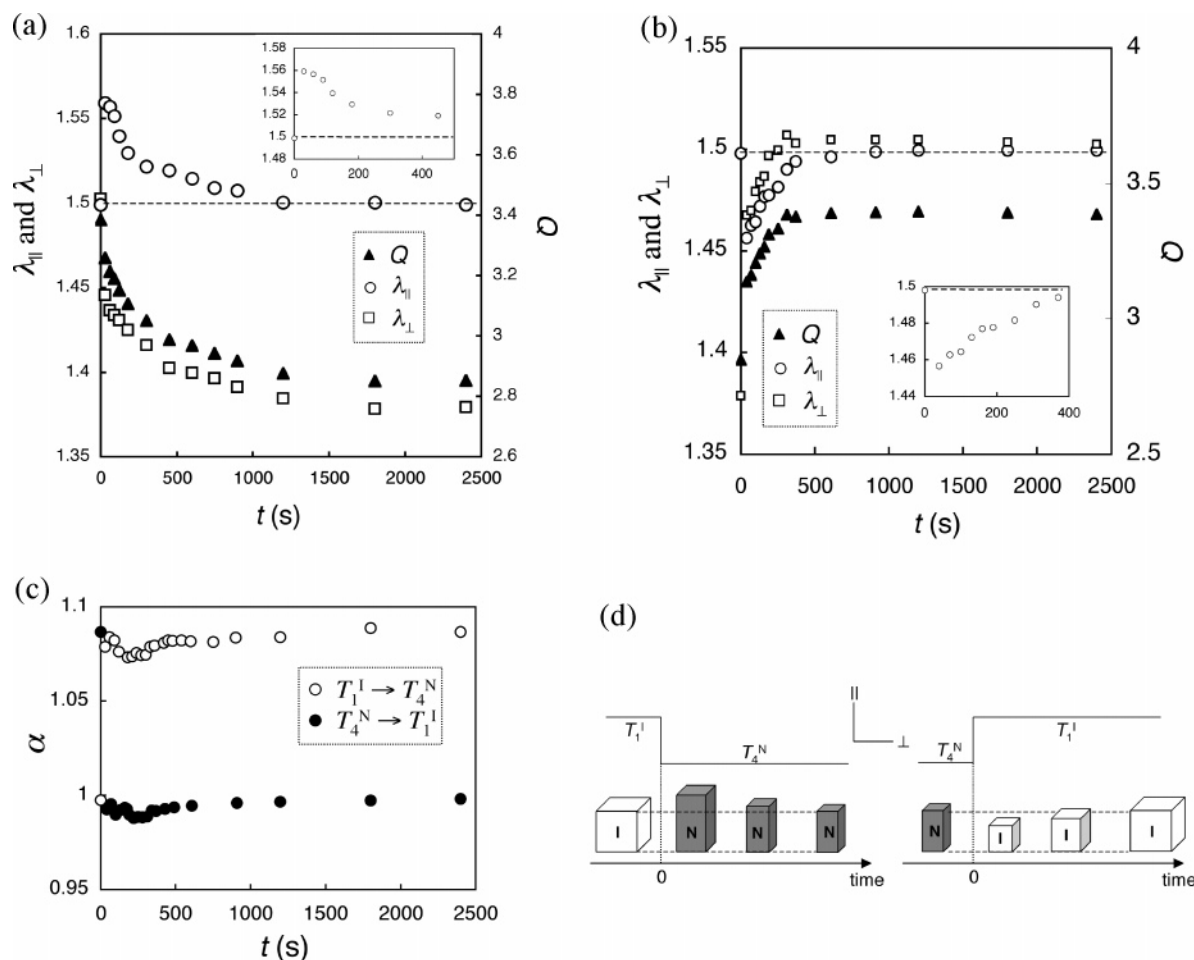 (a)
1.6
1.55
1.5
1.45
1.4
1.35
λ∥ and λ⊥
4
3.8
3.6
3.4
3.2
3
2.8
2.6
Q
1.58
1.56
1.54
1.52
1.5
1.48
0 200 400
Q
λ∥
λ⊥
0 500 1000 1500 2000 2500
t (s)
(b)
1.55
1.5
1.45
1.4
1.35
λ∥ and λ⊥
4
3.5
3
2.5
Q
Q
λ∥
λ⊥
1.5
1.48
1.46
1.44
0 200 400
0 500 1000 1500 2000 2500
t (s)
(c)
1.1
1.05
1
0.95
α
T₁ᴵ → T₄ᴺ
T₄ᴺ → T₁ᴵ
0 500 1000 1500 2000 2500
t (s)
(d)
∥
⊥
T₁ᴵ
T₄ᴺ
I N N N
0 time
T₄ᴺ
T₁ᴵ
N I I I
0 time